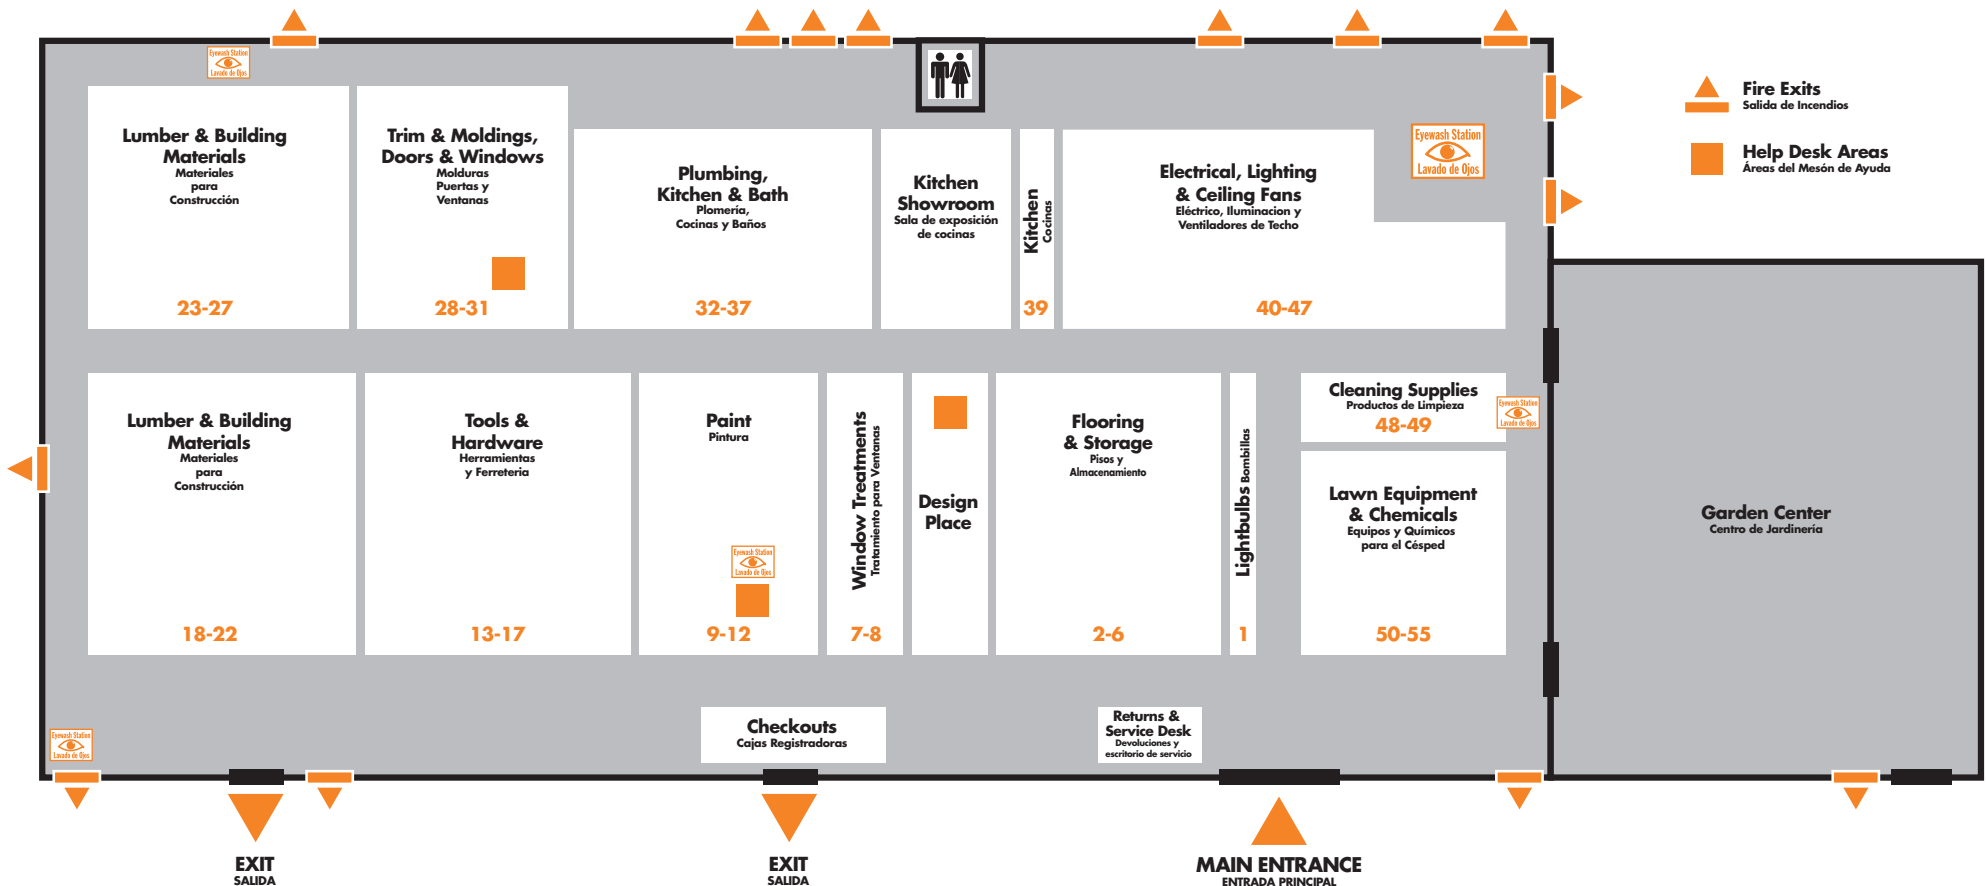 Eyewash Station
Lavado de Ojos
Lumber & Building
Materials
Materiales
para
Construcción
23-27
Trim & Moldings,
Doors & Windows
Molduras
Puertas y
Ventanas
28-31
Plumbing,
Kitchen & Bath
Plomería,
Cocinas y Baños
32-37
Kitchen
Showroom
Sala de exposición
de cocinas
Kitchen
Cocinas
39
Electrical, Lighting
& Ceiling Fans
Eléctrico, Iluminacion y
Ventiladores de Techo
40-47
Eyewash Station
Lavado de Ojos
Fire Exits
Salida de Incendios
Help Desk Areas
Áreas del Mesón de Ayuda
Lumber & Building
Materials
Materiales
para
Construcción
18-22
Tools &
Hardware
Herramientas
y Ferreteria
13-17
Paint
Pintura
Eyewash Station
Lavado de Ojos
9-12
Window Treatments
Tratamiento para Ventanas
7-8
Design
Place
Flooring
& Storage
Pisos y
Almacenamiento
2-6
Lightbulbs Bombillas
1
Cleaning Supplies
Productos de Limpieza
48-49
Eyewash Station
Lavado de Ojos
Lawn Equipment
& Chemicals
Equipos y Químicos
para el Césped
50-55
Garden Center
Centro de Jardinería
Eyewash Station
Lavado de Ojos
Checkouts
Cajas Registradoras
Returns &
Service Desk
Devoluciones y
escritorio de servicio
EXIT
SALIDA
EXIT
SALIDA
MAIN ENTRANCE
ENTRADA PRINCIPAL